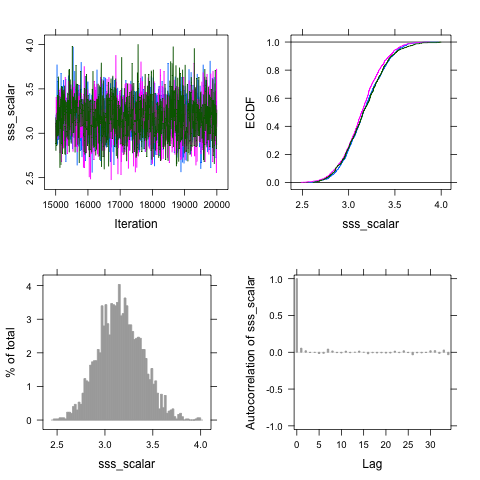 sss_scalar
4.0
3.5
3.0
2.5
15000 16000 17000 18000 19000 20000
Iteration
ECDF
1.0
0.8
0.6
0.4
0.2
0.0
2.5 3.0 3.5 4.0
sss_scalar
% of total
4
3
2
1
0
2.5 3.0 3.5 4.0
sss_scalar
Autocorrelation of sss_scalar
1.0
0.5
0.0
-0.5
-1.0
0 5 10 15 20 25 30
Lag